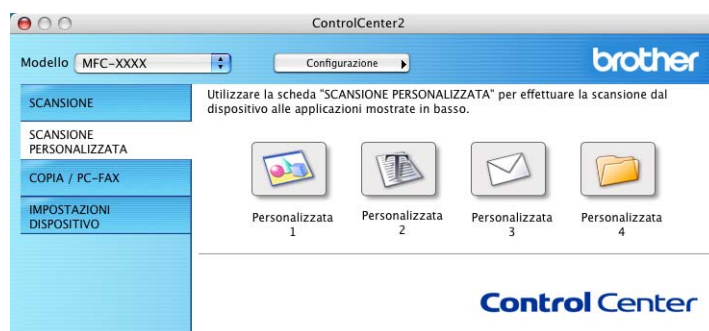 ControlCenter2
Modello MFC-XXXX Configurazione brother
SCANSIONE
SCANSIONE
PERSONALIZZATA
COPIA / PC-FAX
IMPOSTAZIONI
DISPOSITIVO
Utilizzare la scheda "SCANSIONE PERSONALIZZATA" per effettuare la scansione dal
dispositivo alle applicazioni mostrate in basso.
T
Personalizzata
1
Personalizzata
2
Personalizzata
3
Personalizzata
4
Control Center